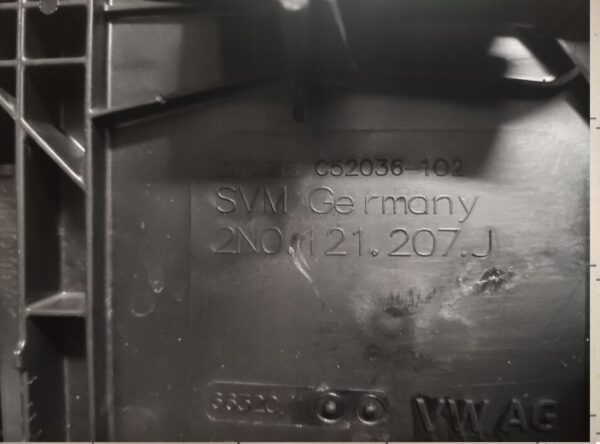 C52036-102
SVM Germany
2N0.121.207.J
VW AG